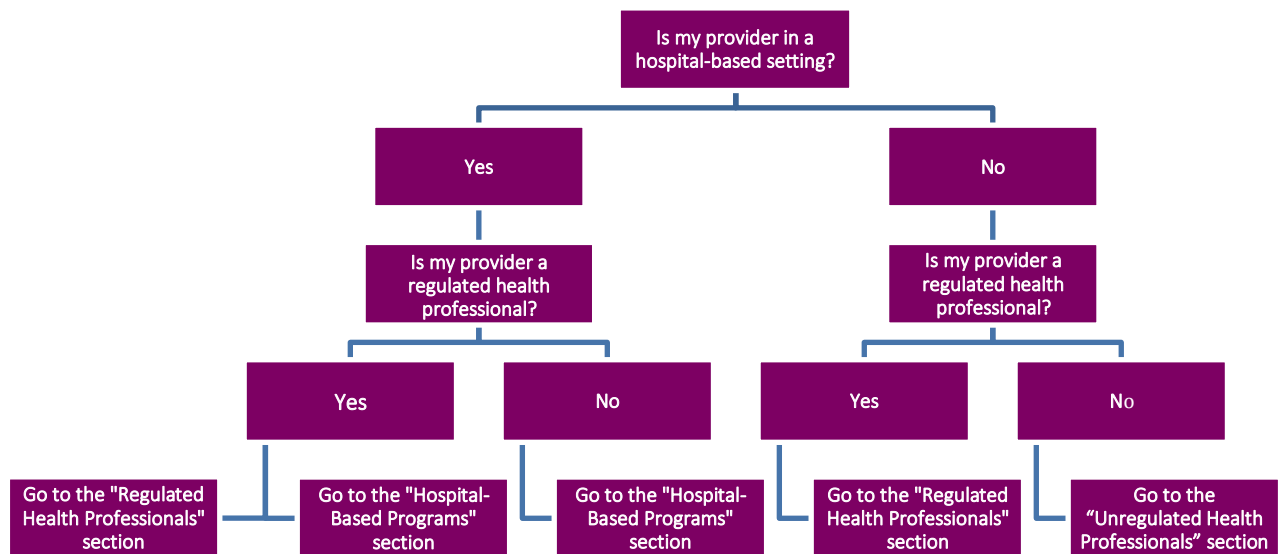 Is my provider in a
hospital-based setting?
Yes
No
Is my provider a
regulated health
professional?
Is my provider a
regulated health
professional?
Yes
No
Yes
No
Go to the "Regulated
Health Professionals"
section
Go to the "Hospital-
Based Programs"
section
Go to the "Hospital-
Based Programs"
section
Go to the "Regulated
Health Professionals"
section
Go to the
“Unregulated Health
Professionals” section